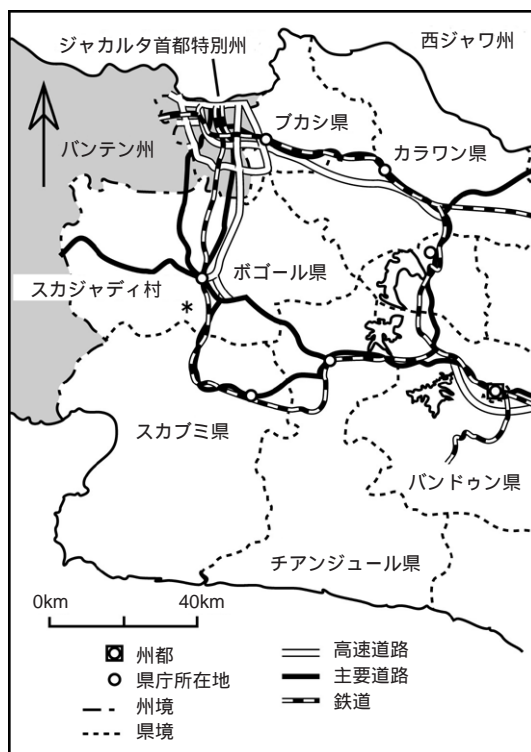 ジャカルタ首都特別州
西ジャワ州
ブカシ県
バンテン州
カラワン県
ボゴール県
スカジャディ村
*
スカブミ県
バンドゥン県
チアンジュール県
0km 40km
州都
県庁所在地
州境
県境
高速道路
主要道路
鉄道